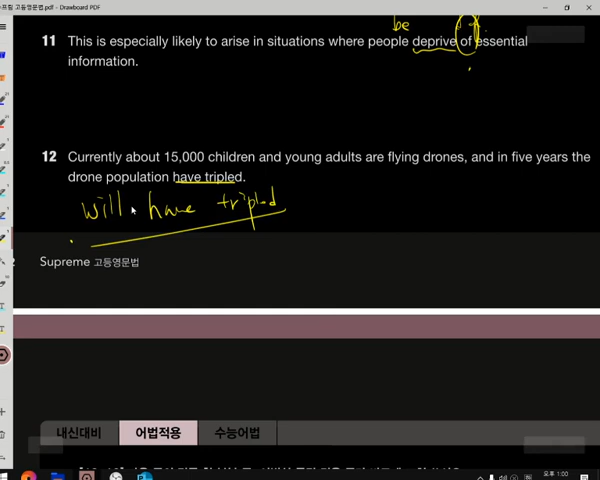 프림 고등영문법.pdf - Drawboard PDF
be
11 This is especially likely to arise in situations where people deprive of essential
information.
12 Currently about 15,000 children and young adults are flying drones, and in five years the
drone population have tripled.
will have tripled
Supreme 고등영문법
내신대비 어법적용 수능어법
오후 1:00